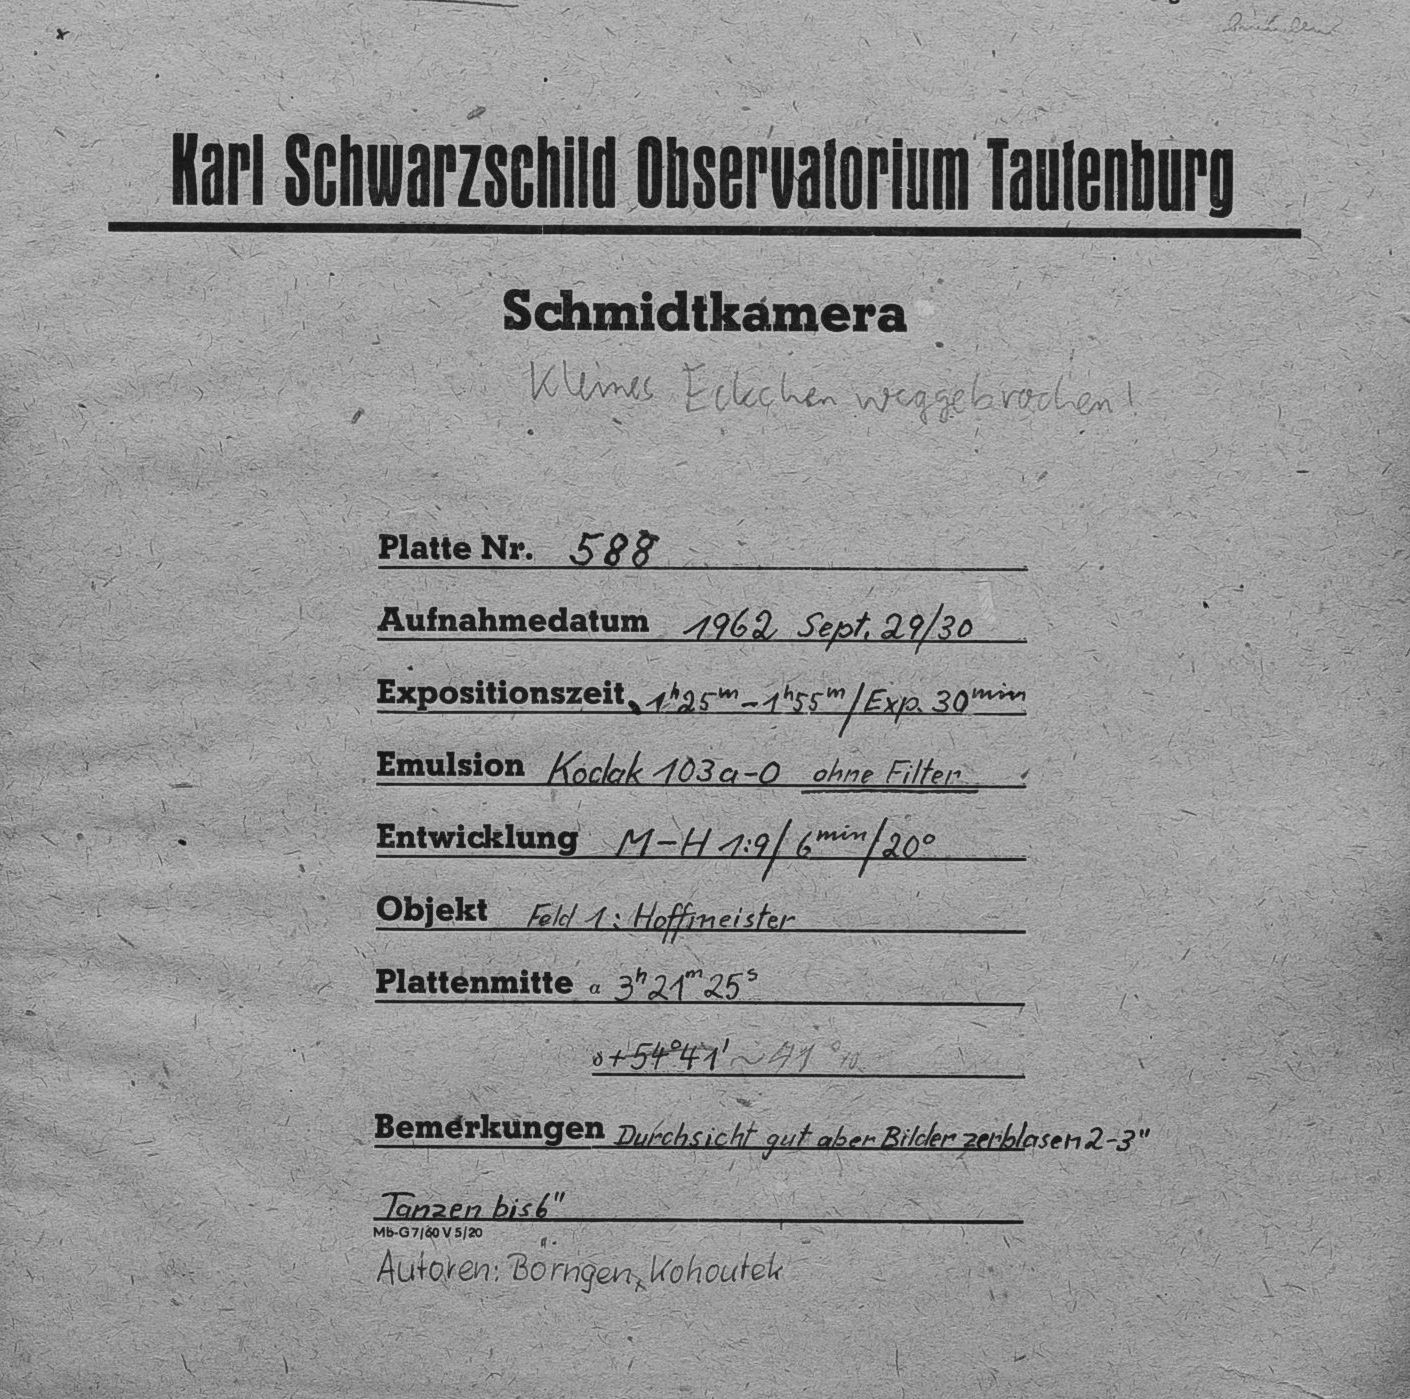 Karl Schwarzschild Observatorium Tautenburg
Schmidtkamera
Kleines Eckchen weggebrochen!
Platte Nr. 588
Aufnahmedatum 1962 Sept. 29/30
Expositionszeit, 1ʰ25ᵐ – 1ʰ55ᵐ / Exp. 30ᵐⁱⁿ
Emulsion Kodak 103a-O ohne Filter
Entwicklung M-H 1:9 / 6ᵐⁱⁿ / 20°
Objekt Feld 1: Hoffmeister
Plattenmitte α 3ʰ21ᵐ25ˢ
δ +54°41' ~ 41°
Bemerkungen Durchsicht gut aber Bilder zerblasen 2-3"
Tanzen bis 6"
Mb-G 7/60 V 5/20
Autoren: Börngen, Kohoutek